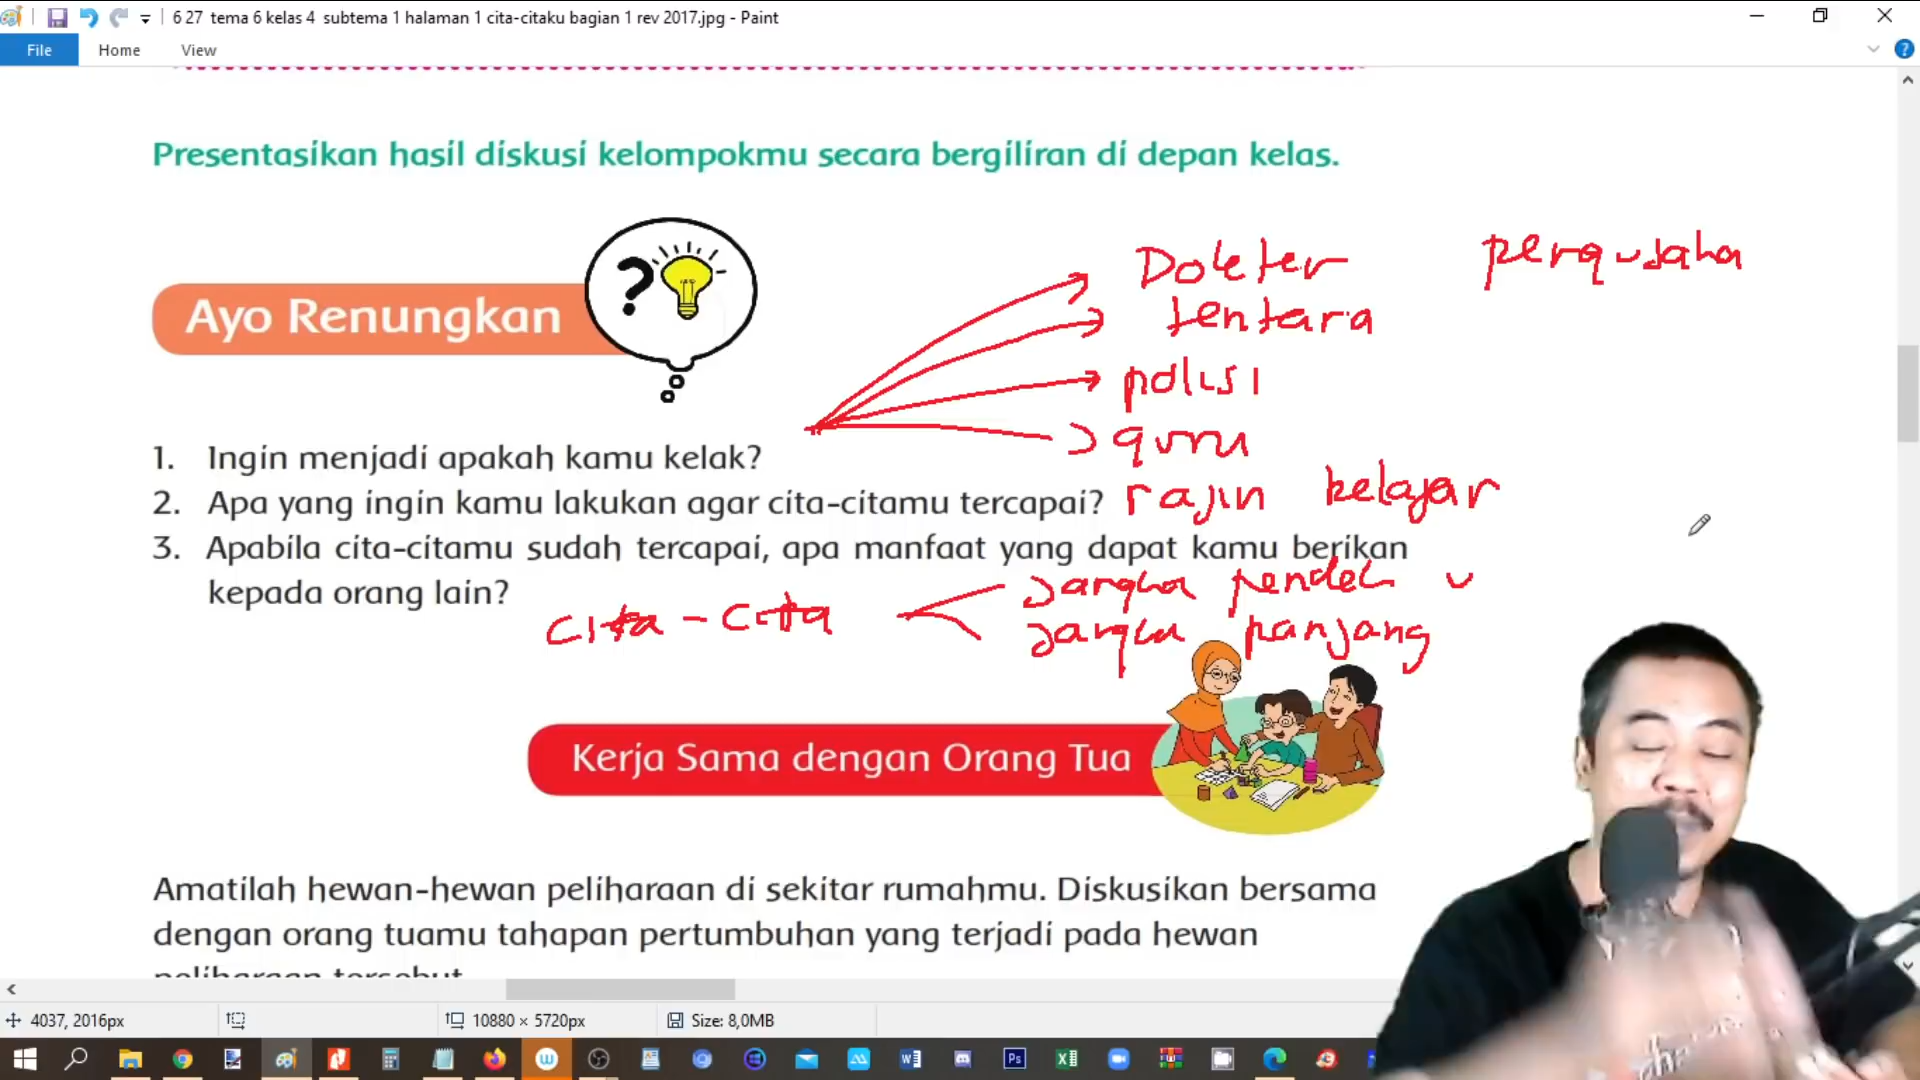 6 27 tema 6 kelas 4 subtema 1 halaman 1 cita-citaku bagian 1 rev 2017.jpg - Paint
File Home View
Presentasikan hasil diskusi kelompokmu secara bergiliran di depan kelas.
Ayo Renungkan
?
Dokter
pengusaha
tentara
polisi
guru
1. Ingin menjadi apakah kamu kelak?
2. Apa yang ingin kamu lakukan agar cita-citamu tercapai?
rajin belajar
3. Apabila cita-citamu sudah tercapai, apa manfaat yang dapat kamu berikan
kepada orang lain?
cita-cita
Jangka pendek
Jangka panjang
Kerja Sama dengan Orang Tua
Amatilah hewan-hewan peliharaan di sekitar rumahmu. Diskusikan bersama
dengan orang tuamu tahapan pertumbuhan yang terjadi pada hewan
peliharaan tersebut.
4037, 2016px
10880 × 5720px
Size: 8,0MB